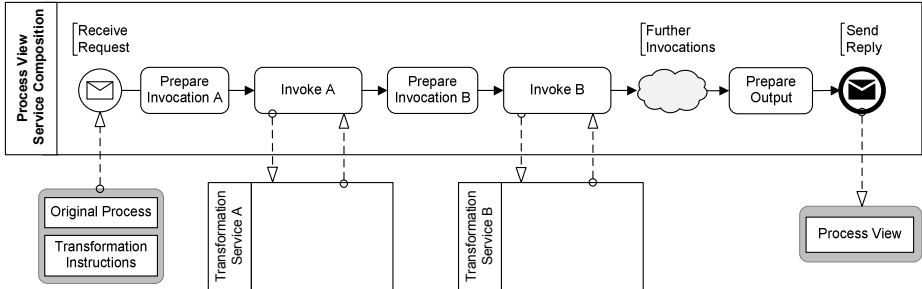 Process View
Service Composition
Receive
Request
Prepare
Invocation A
Invoke A
Prepare
Invocation B
Invoke B
Further
Invocations
Prepare
Output
Send
Reply
Original Process
Transformation
Instructions
Transformation
Service A
Transformation
Service B
Process View